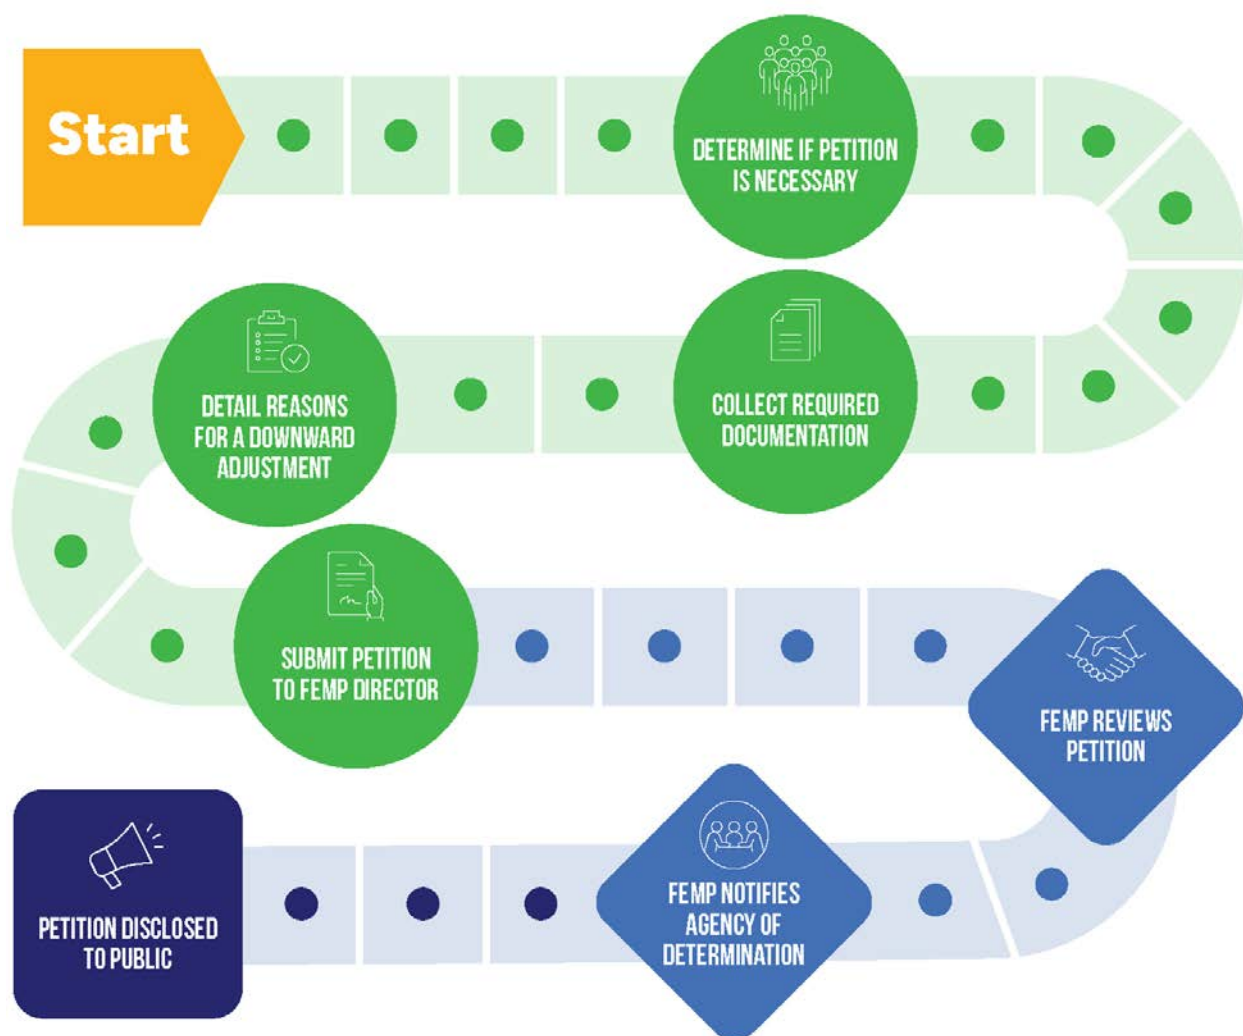 Start
DETERMINE IF PETITION
IS NECESSARY
COLLECT REQUIRED
DOCUMENTATION
DETAIL REASONS
FOR A DOWNWARD
ADJUSTMENT
SUBMIT PETITION
TO FEMP DIRECTOR
FEMP REVIEWS
PETITION
FEMP NOTIFIES
AGENCY OF
DETERMINATION
PETITION DISCLOSED
TO PUBLIC